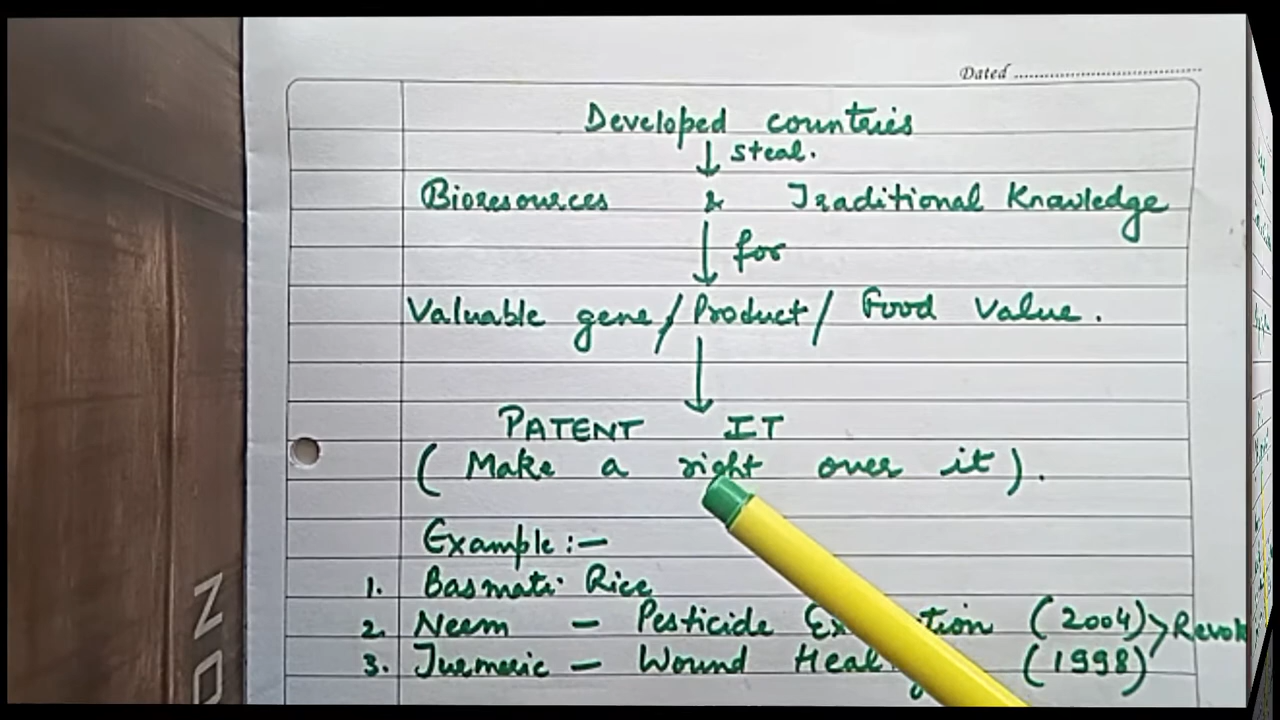 Dated
Developed countries
↓ steal.
Bioresources & Traditional Knowledge
↓ for
Valuable gene / Product / Food Value.
↓
PATENT IT
( Make a right over it ).
Example :-
1. Basmati Rice
2. Neem - Pesticide (2004) > Revok
3. Turmeric - Wound (1998)